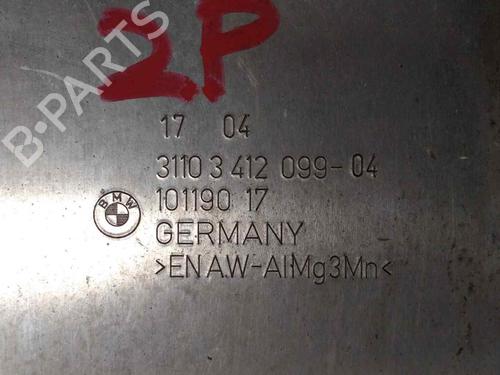 2P
B-PARTS
17 04
3110 3 412 099-04
BMW
101190 17
GERMANY
>EN AW-AlMg3Mn<